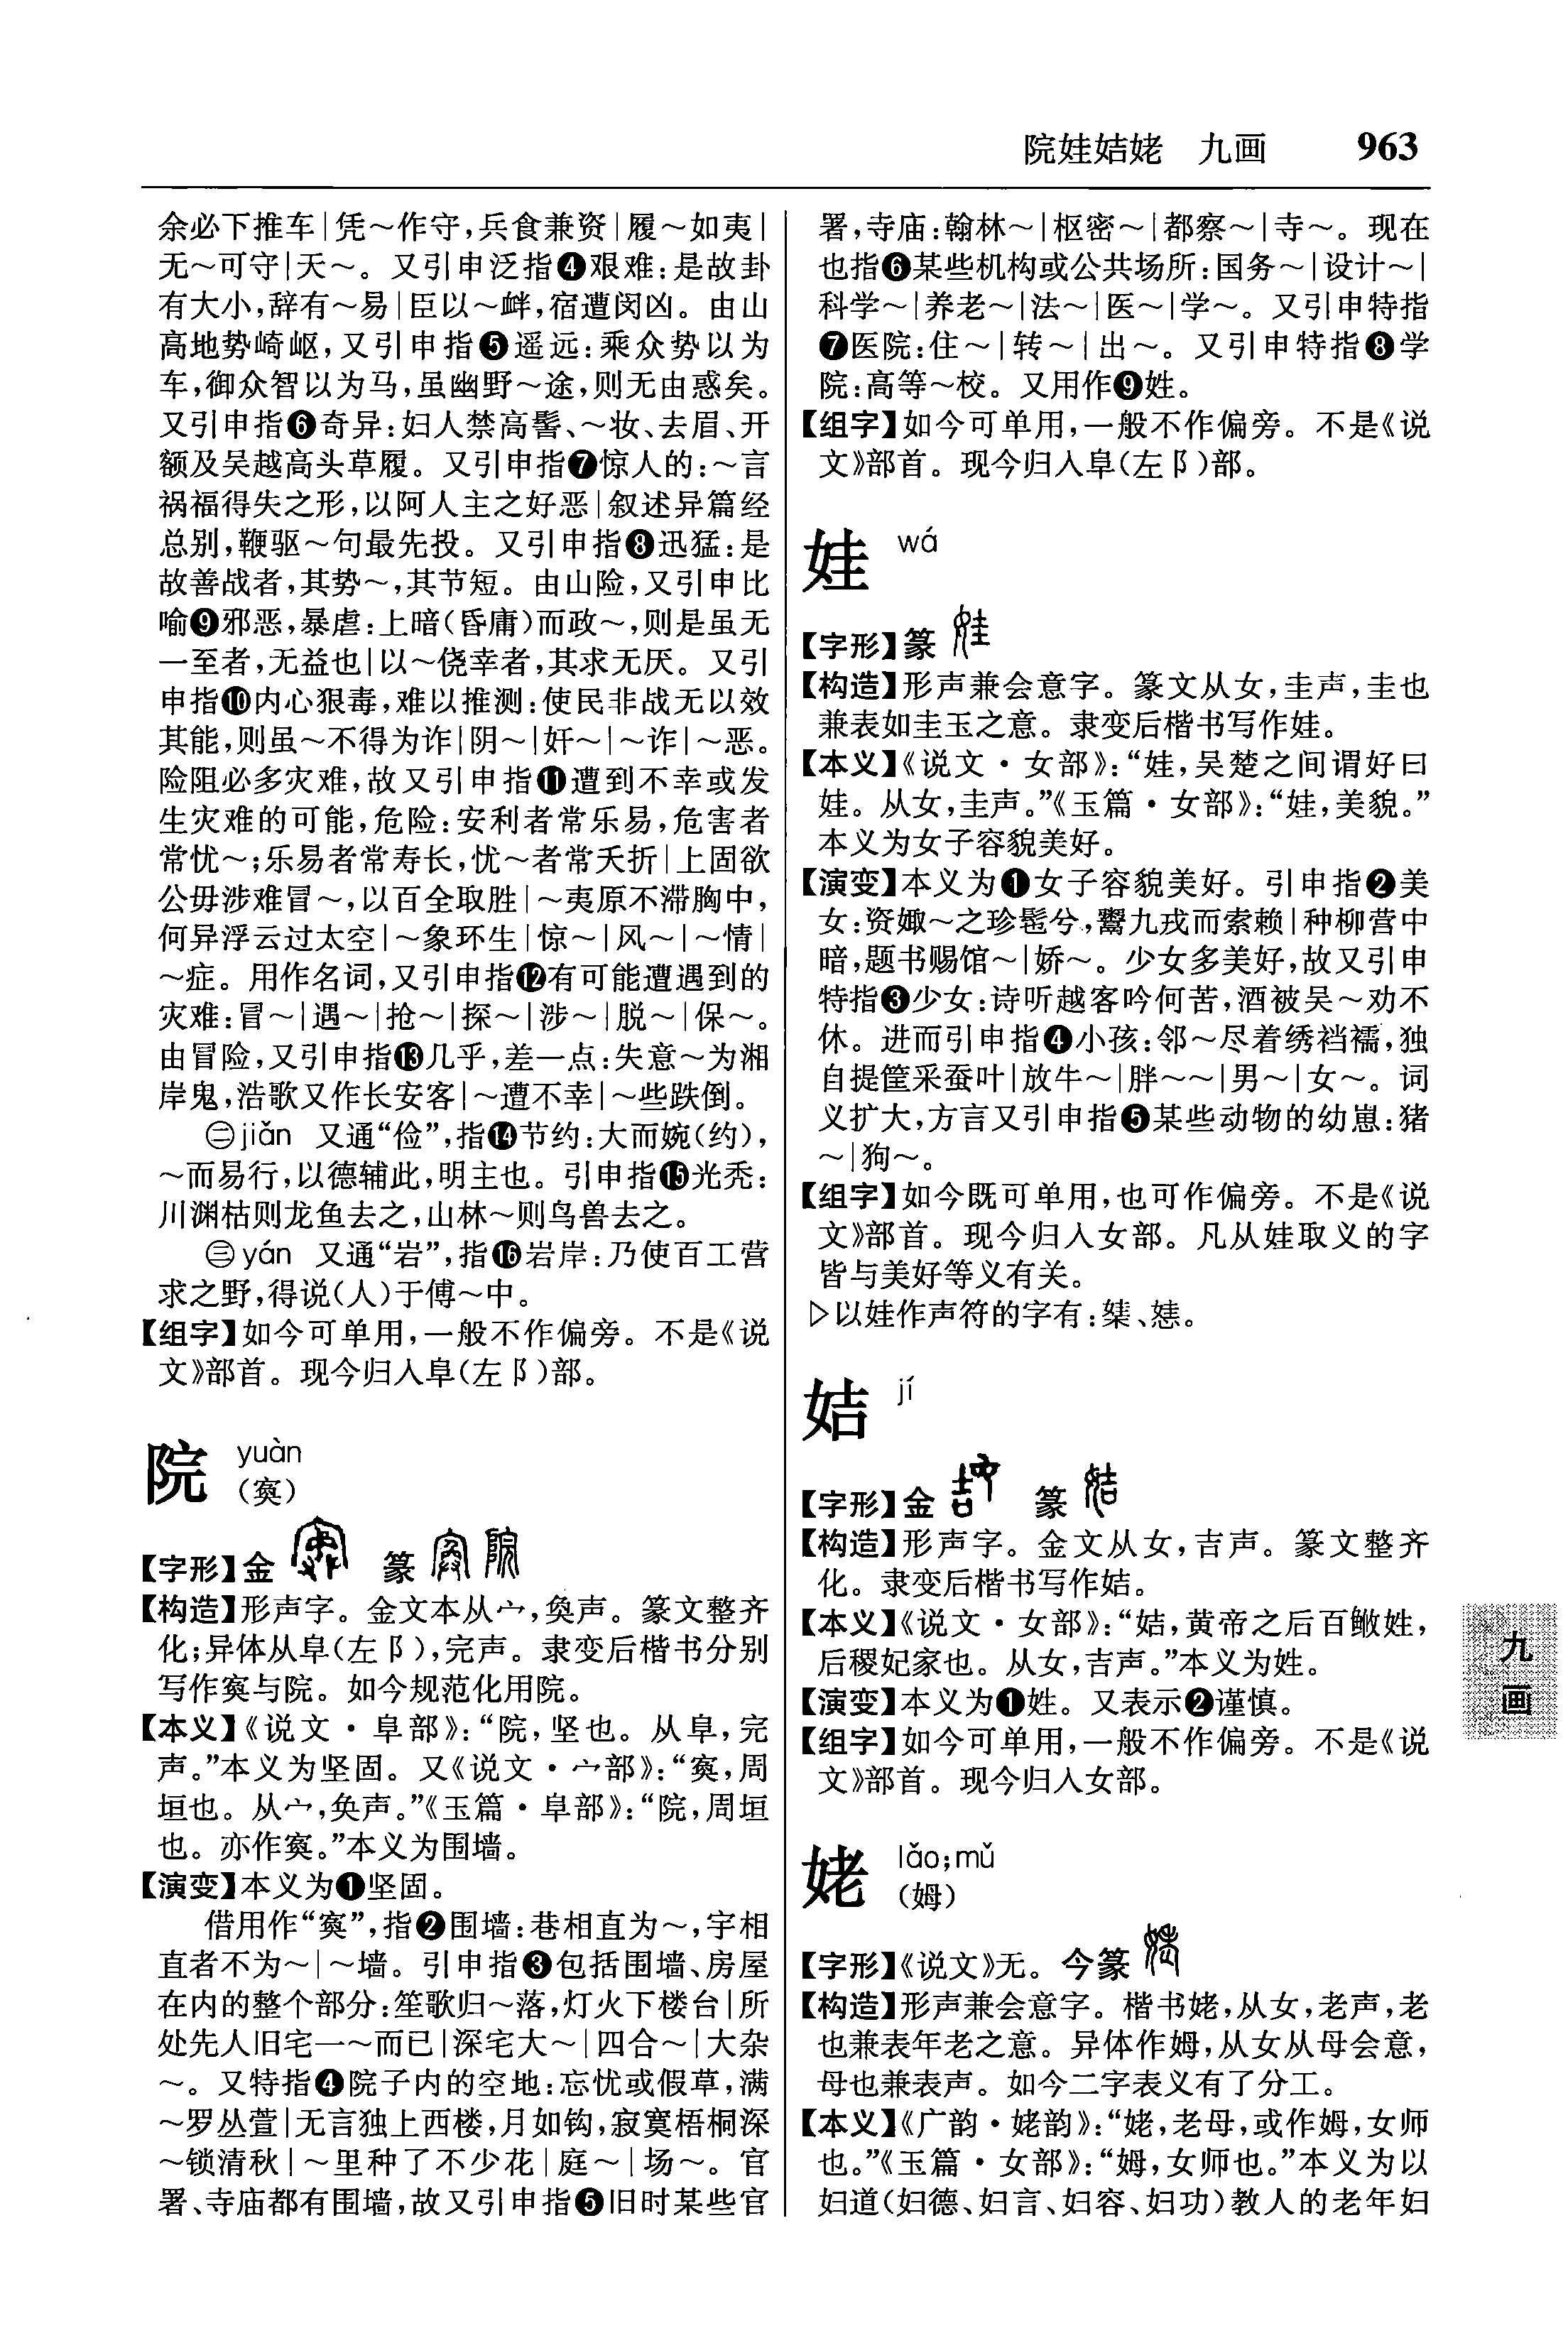 院娃姞姥　九画　963
余必下推车|凭～作守,兵食兼资|履～如夷|
无～可守|天～。又引申泛指❹艰难:是故卦
有大小,辞有～易|臣以～衅,宿遭闵凶。由山
高地势崎岖,又引申指❺遥远:乘众势以为
车,御众智以为马,虽幽野～途,则无由惑矣。
又引申指❻奇异:妇人禁高髻、～妆、去眉、开
额及吴越高头草履。又引申指❼惊人的:～言
祸福得失之形,以阿人主之好恶|叙述异篇经
总别,鞭驱～句最先投。又引申指❽迅猛:是
故善战者,其势～,其节短。由山险,又引申比
喻❾邪恶,暴虐:上暗(昏庸)而政～,则是虽无
一至者,无益也|以～侥幸者,其求无厌。又引
申指❿内心狠毒,难以推测:使民非战无以效
其能,则虽～不得为诈|阴～|奸～|～诈|～恶。
险阻必多灾难,故又引申指⓫遭到不幸或发
生灾难的可能,危险:安利者常乐易,危害者
常忧～;乐易者常寿长,忧～者常夭折|上固欲
公毋涉难冒～,以百全取胜|～夷原不滞胸中,
何异浮云过太空|～象环生|惊～|风～|～情|
～症。用作名词,又引申指⓬有可能遭遇到的
灾难:冒～|遇～|抢～|探～|涉～|脱～|保～。
由冒险,又引申指⓭几乎,差一点:失意～为湘
岸鬼,浩歌又作长安客|～遭不幸|～些跌倒。
㊁jiǎn　又通“俭”,指⓮节约:大而婉(约),
～而易行,以德辅此,明主也。引申指⓯光秃:
川渊枯则龙鱼去之,山林～则鸟兽去之。
㊂yán　又通“岩”,指⓰岩岸:乃使百工营
求之野,得说(人)于傅～中。
【组字】如今可单用,一般不作偏旁。不是《说
文》部首。现今归入阜(左阝)部。
院 yuàn
(寏)
【字形】金　篆
【构造】形声字。金文本从宀,奂声。篆文整齐
化;异体从阜(左阝),完声。隶变后楷书分别
写作寏与院。如今规范化用院。
【本义】《说文·阜部》:“院,坚也。从阜,完
声。”本义为坚固。又《说文·宀部》:“寏,周
垣也。从宀,奂声。”《玉篇·阜部》:“院,周垣
也。亦作寏。”本义为围墙。
【演变】本义为❶坚固。
借用作“寏”,指❷围墙:巷相直为～,宇相
直者不为～|～墙。引申指❸包括围墙、房屋
在内的整个部分:笙歌归～落,灯火下楼台|所
处先人旧宅一～而已|深宅大～|四合～|大杂
～。又特指❹院子内的空地:忘忧或假草,满
～罗丛萱|无言独上西楼,月如钩,寂寞梧桐深
～锁清秋|～里种了不少花|庭～|场～。官
署、寺庙都有围墙,故又引申指❺旧时某些官
署,寺庙:翰林～|枢密～|都察～|寺～。现在
也指❻某些机构或公共场所:国务～|设计～|
科学～|养老～|法～|医～|学～。又引申特指
❼医院:住～|转～|出～。又引申特指❽学
院:高等～校。又用作❾姓。
【组字】如今可单用,一般不作偏旁。不是《说
文》部首。现今归入阜(左阝)部。
娃 wá
【字形】篆
【构造】形声兼会意字。篆文从女,圭声,圭也
兼表如圭玉之意。隶变后楷书写作娃。
【本义】《说文·女部》:“娃,吴楚之间谓好曰
娃。从女,圭声。”《玉篇·女部》:“娃,美貌。”
本义为女子容貌美好。
【演变】本义为❶女子容貌美好。引申指❷美
女:资娵～之珍髢兮,鬻九戎而索赖|种柳营中
暗,题书赐馆～|娇～。少女多美好,故又引申
特指❸少女:诗听越客吟何苦,酒被吴～劝不
休。进而引申指❹小孩:邻～尽着绣裆襦,独
自提筐采蚕叶|放牛～|胖～～|男～|女～。词
义扩大,方言又引申指❺某些动物的幼崽:猪
～|狗～。
【组字】如今既可单用,也可作偏旁。不是《说
文》部首。现今归入女部。凡从娃取义的字
皆与美好等义有关。
▷以娃作声符的字有:
姞 jí
【字形】金　篆
【构造】形声字。金文从女,吉声。篆文整齐
化。隶变后楷书写作姞。
【本义】《说文·女部》:“姞,黄帝之后百鮁姓,
后稷妃家也。从女,吉声。”本义为姓。
【演变】本义为❶姓。又表示❷谨慎。
【组字】如今可单用,一般不作偏旁。不是《说
文》部首。现今归入女部。
姥 lǎo;mǔ
(姆)
【字形】《说文》无。今篆
【构造】形声兼会意字。楷书姥,从女,老声,老
也兼表年老之意。异体作姆,从女从母会意,
母也兼表声。如今二字表义有了分工。
【本义】《广韵·姥韵》:“姥,老母,或作姆,女师
也。”《玉篇·女部》:“姆,女师也。”本义为以
妇道(妇德、妇言、妇容、妇功)教人的老年妇
九
画